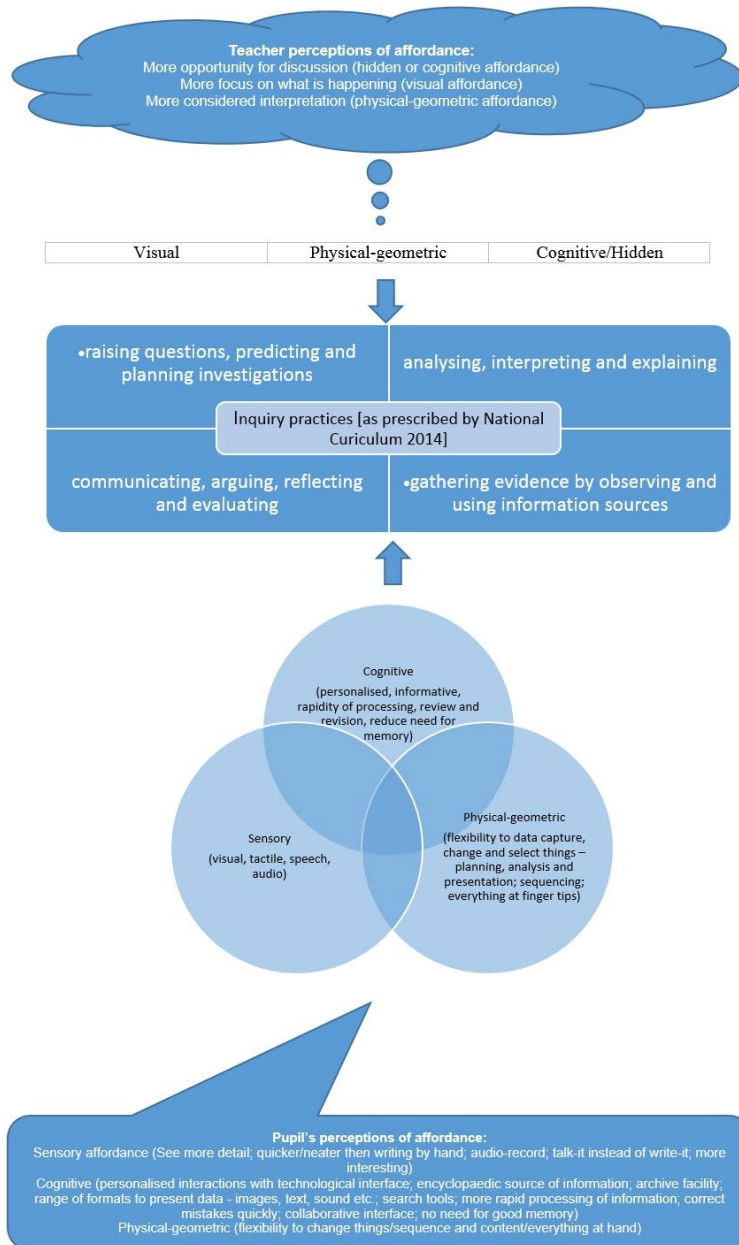 Teacher perceptions of affordance:
More opportunity for discussion (hidden or cognitive affordance)
More focus on what is happening (visual affordance)
More considered interpretation (physical-geometric affordance)
Visual Physical-geometric Cognitive/Hidden
•raising questions, predicting and
planning investigations
analysing, interpreting and explaining
Inquiry practices [as prescribed by National
Curiculum 2014]
communicating, arguing, reflecting
and evaluating
•gathering evidence by observing and
using information sources
Cognitive
(personalised, informative,
rapidity of processing, review and
revision, reduce need for
memory)
Sensory
(visual, tactile, speech,
audio)
Physical-geometric
(flexibility to data capture,
change and select things –
planning, analysis and
presentation; sequencing;
everything at finger tips)
Pupil's perceptions of affordance:
Sensory affordance (See more detail; quicker/neater then writing by hand; audio-record; talk-it instead of write-it; more
interesting)
Cognitive (personalised interactions with technological interface; encyclopaedic source of information; archive facility;
range of formats to present data - images, text, sound etc.; search tools; more rapid processing of information; correct
mistakes quickly; collaborative interface; no need for good memory)
Physical-geometric (flexibility to change things/sequence and content/everything at hand)